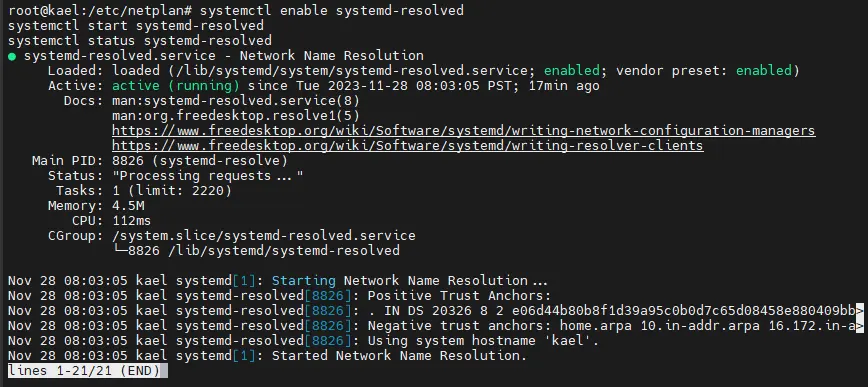 root@kael:/etc/netplan# systemctl enable systemd-resolved
systemctl start systemd-resolved
systemctl status systemd-resolved
● systemd-resolved.service - Network Name Resolution
     Loaded: loaded (/lib/systemd/system/systemd-resolved.service; enabled; vendor preset: enabled)
     Active: active (running) since Tue 2023-11-28 08:03:05 PST; 17min ago
       Docs: man:systemd-resolved.service(8)
             man:org.freedesktop.resolve1(5)
             https://www.freedesktop.org/wiki/Software/systemd/writing-network-configuration-managers
             https://www.freedesktop.org/wiki/Software/systemd/writing-resolver-clients
   Main PID: 8826 (systemd-resolve)
     Status: "Processing requests..."
      Tasks: 1 (limit: 2220)
     Memory: 4.5M
        CPU: 112ms
     CGroup: /system.slice/systemd-resolved.service
             └─8826 /lib/systemd/systemd-resolved

Nov 28 08:03:05 kael systemd[1]: Starting Network Name Resolution...
Nov 28 08:03:05 kael systemd-resolved[8826]: Positive Trust Anchors:
Nov 28 08:03:05 kael systemd-resolved[8826]: . IN DS 20326 8 2 e06d44b80b8f1d39a95c0b0d7c65d08458e880409bb>
Nov 28 08:03:05 kael systemd-resolved[8826]: Negative trust anchors: home.arpa 10.in-addr.arpa 16.172.in-a>
Nov 28 08:03:05 kael systemd-resolved[8826]: Using system hostname 'kael'.
Nov 28 08:03:05 kael systemd[1]: Started Network Name Resolution.
lines 1-21/21 (END)